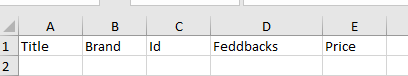 A B C D E
1 Title Brand Id Feddbacks Price
2